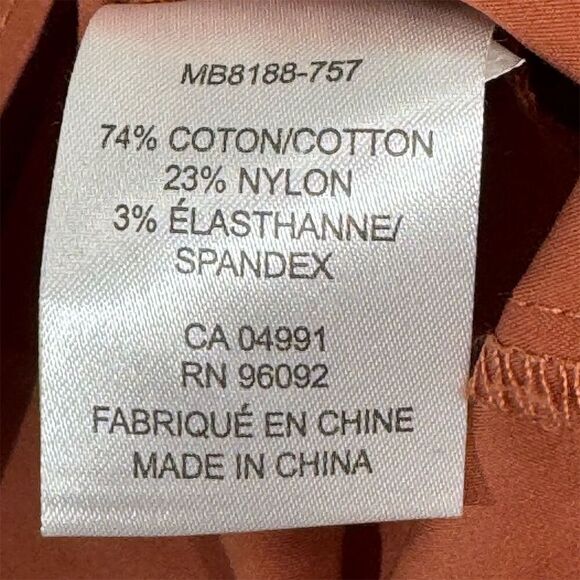 MB8188-757
74% COTON/COTTON
23% NYLON
3% ÉLASTHANNE/
SPANDEX
CA 04991
RN 96092
FABRIQUÉ EN CHINE
MADE IN CHINA